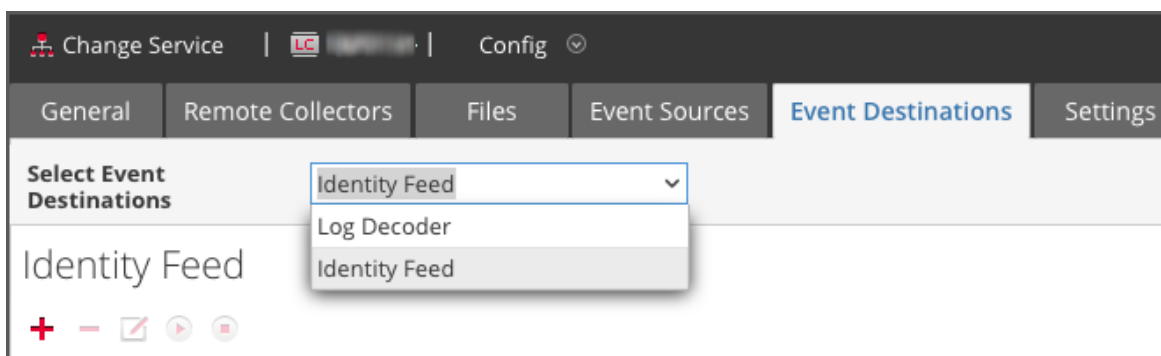 Change Service | LC | Config
General Remote Collectors Files Event Sources Event Destinations Settings
Select Event
Destinations
Identity Feed
Log Decoder
Identity Feed
Identity Feed